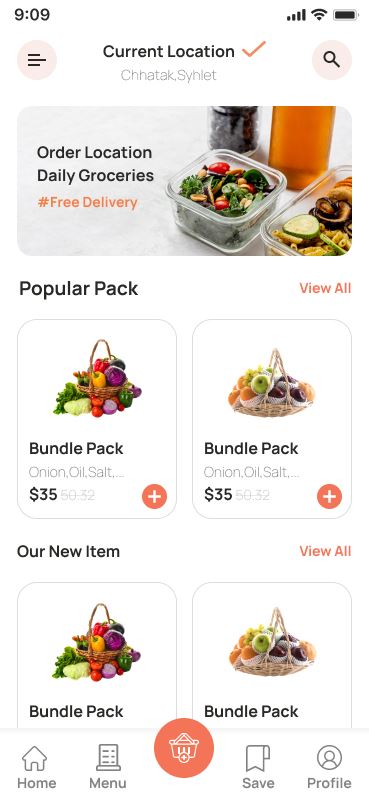 9:09
Current Location
Chhatak,Syhlet
Order Location
Daily Groceries
#Free Delivery
Popular Pack
View All
Bundle Pack
Bundle Pack
Onion,Oil,Salt,...
Onion,Oil,Salt,...
$35 50.32
$35 50.32
Our New Item
View All
Bundle Pack
Bundle Pack
Home
Menu
Save
Profile